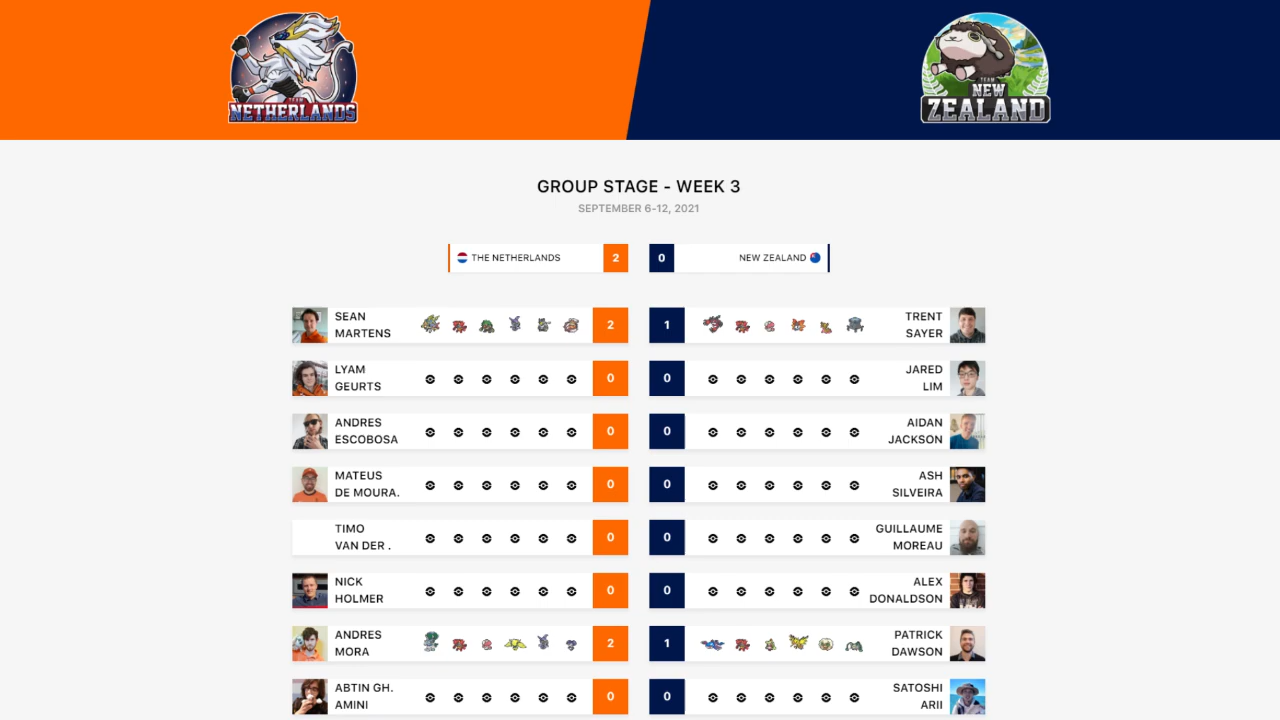 TEAM
NETHERLANDS
TEAM
NEW
ZEALAND
GROUP STAGE - WEEK 3
SEPTEMBER 6-12, 2021
THE NETHERLANDS 2 0 NEW ZEALAND
SEAN
MARTENS
2 1
TRENT
SAYER
LYAM
GEURTS
0 0
JARED
LIM
ANDRES
ESCOBOSA
0 0
AIDAN
JACKSON
MATEUS
DE MOURA.
0 0
ASH
SILVEIRA
TIMO
VAN DER .
0 0
GUILLAUME
MOREAU
NICK
HOLMER
0 0
ALEX
DONALDSON
ANDRES
MORA
2 1
PATRICK
DAWSON
ABTIN GH.
AMINI
0 0
SATOSHI
ARII